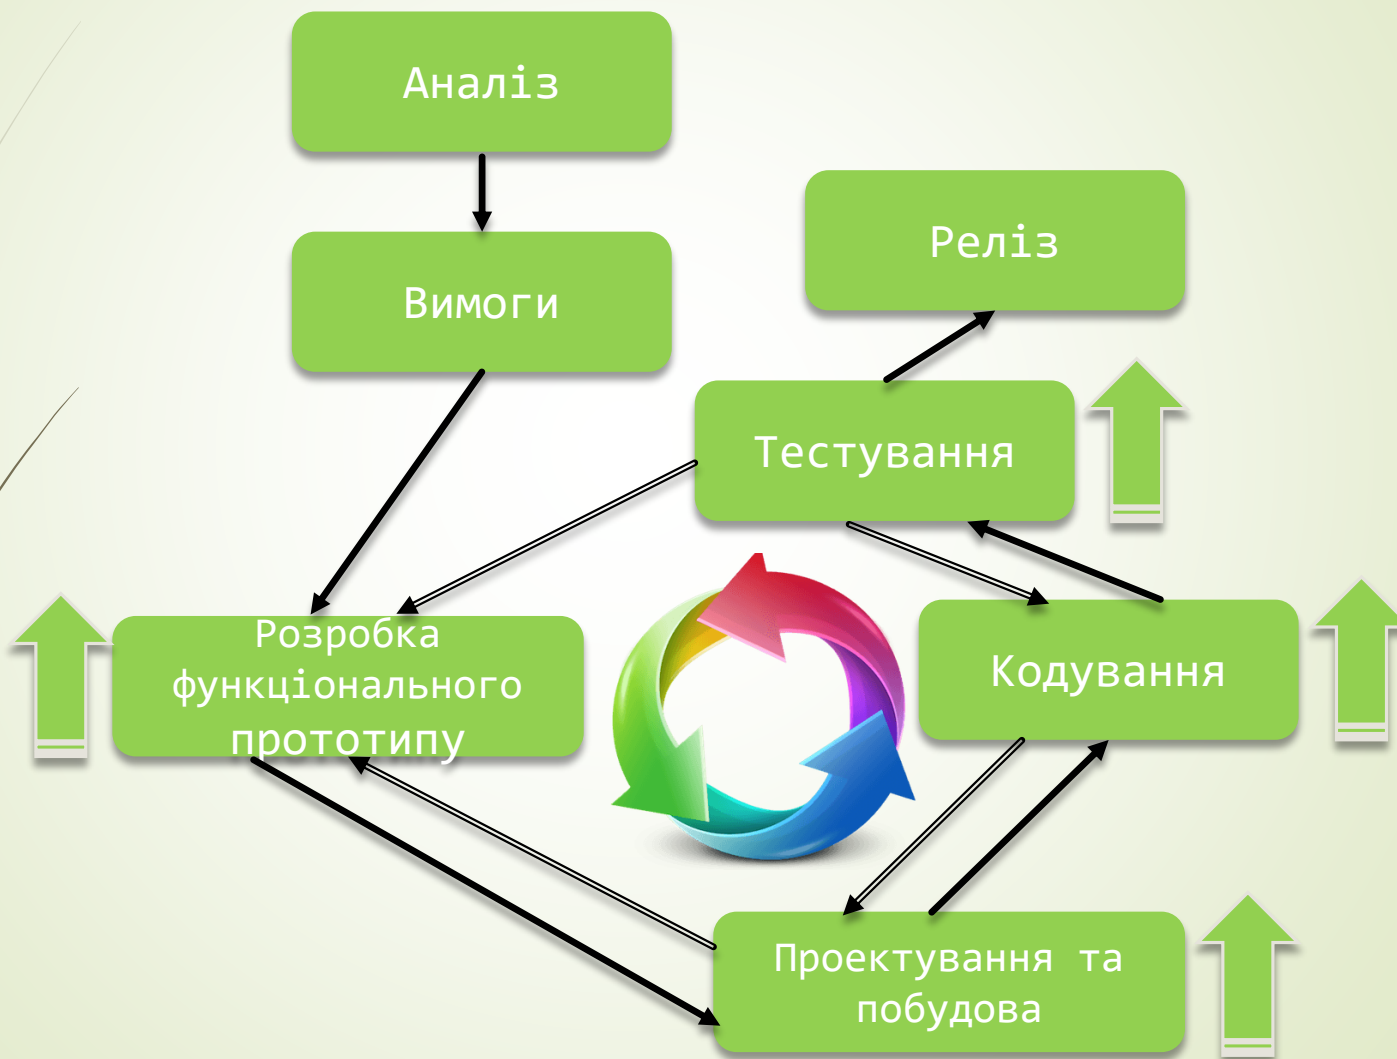 Аналіз
Вимоги
Реліз
Тестування
Розробка
функціонального
прототипу
Кодування
Проектування та
побудова